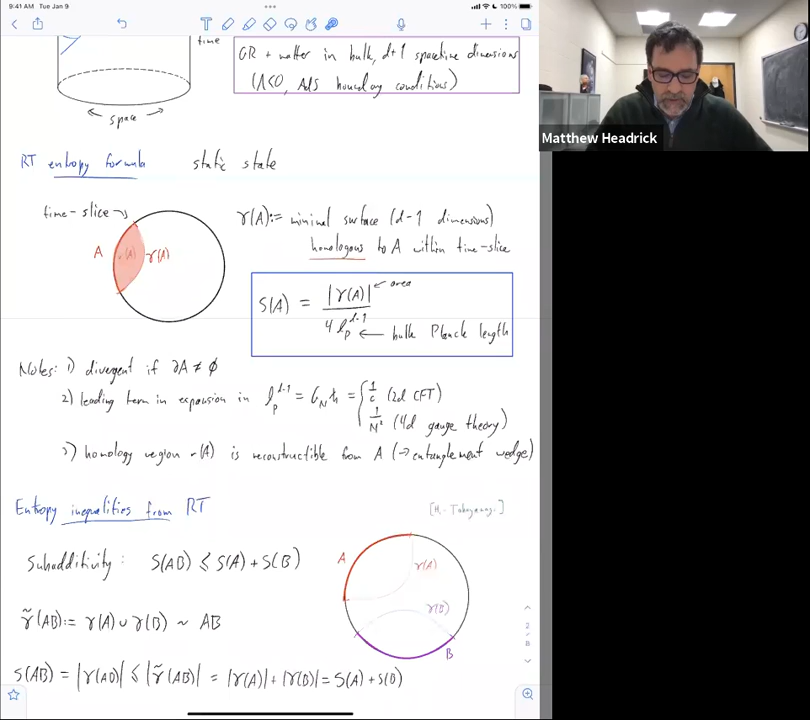 9:41 AM Tue Jan 9
100%
time
GR + matter in bulk, d+1 spacetime dimensions
(Λ<0, AdS boundary conditions)
space
RT entropy formula static state
time-slice →
γ(A) := minimal surface (d-1 dimensions)
homologous to A within time-slice
A r(A) γ(A)
S(A) = |γ(A)| / 4 l_P^{d-1}
← area
← bulk Planck length
Notes: 1) divergent if ∂A ≠ ∅
2) leading term in expansion in l_P^{d-1} = G_N ħ = { 1/c (2d CFT)
1/N² (4d gauge theory)
3) homology region r(A) is reconstructible from A (→ entanglement wedge)
Entropy inequalities from RT
[H-Takayanagi]
Subadditivity: S(AB) ≤ S(A) + S(B)
A γ(A)
γ(B)
B
γ̃(AB) := γ(A) ∪ γ(B) ~ AB
S(AB) = |γ(AB)| ≤ |γ̃(AB)| = |γ(A)| + |γ(B)| = S(A) + S(B)
Matthew Headrick